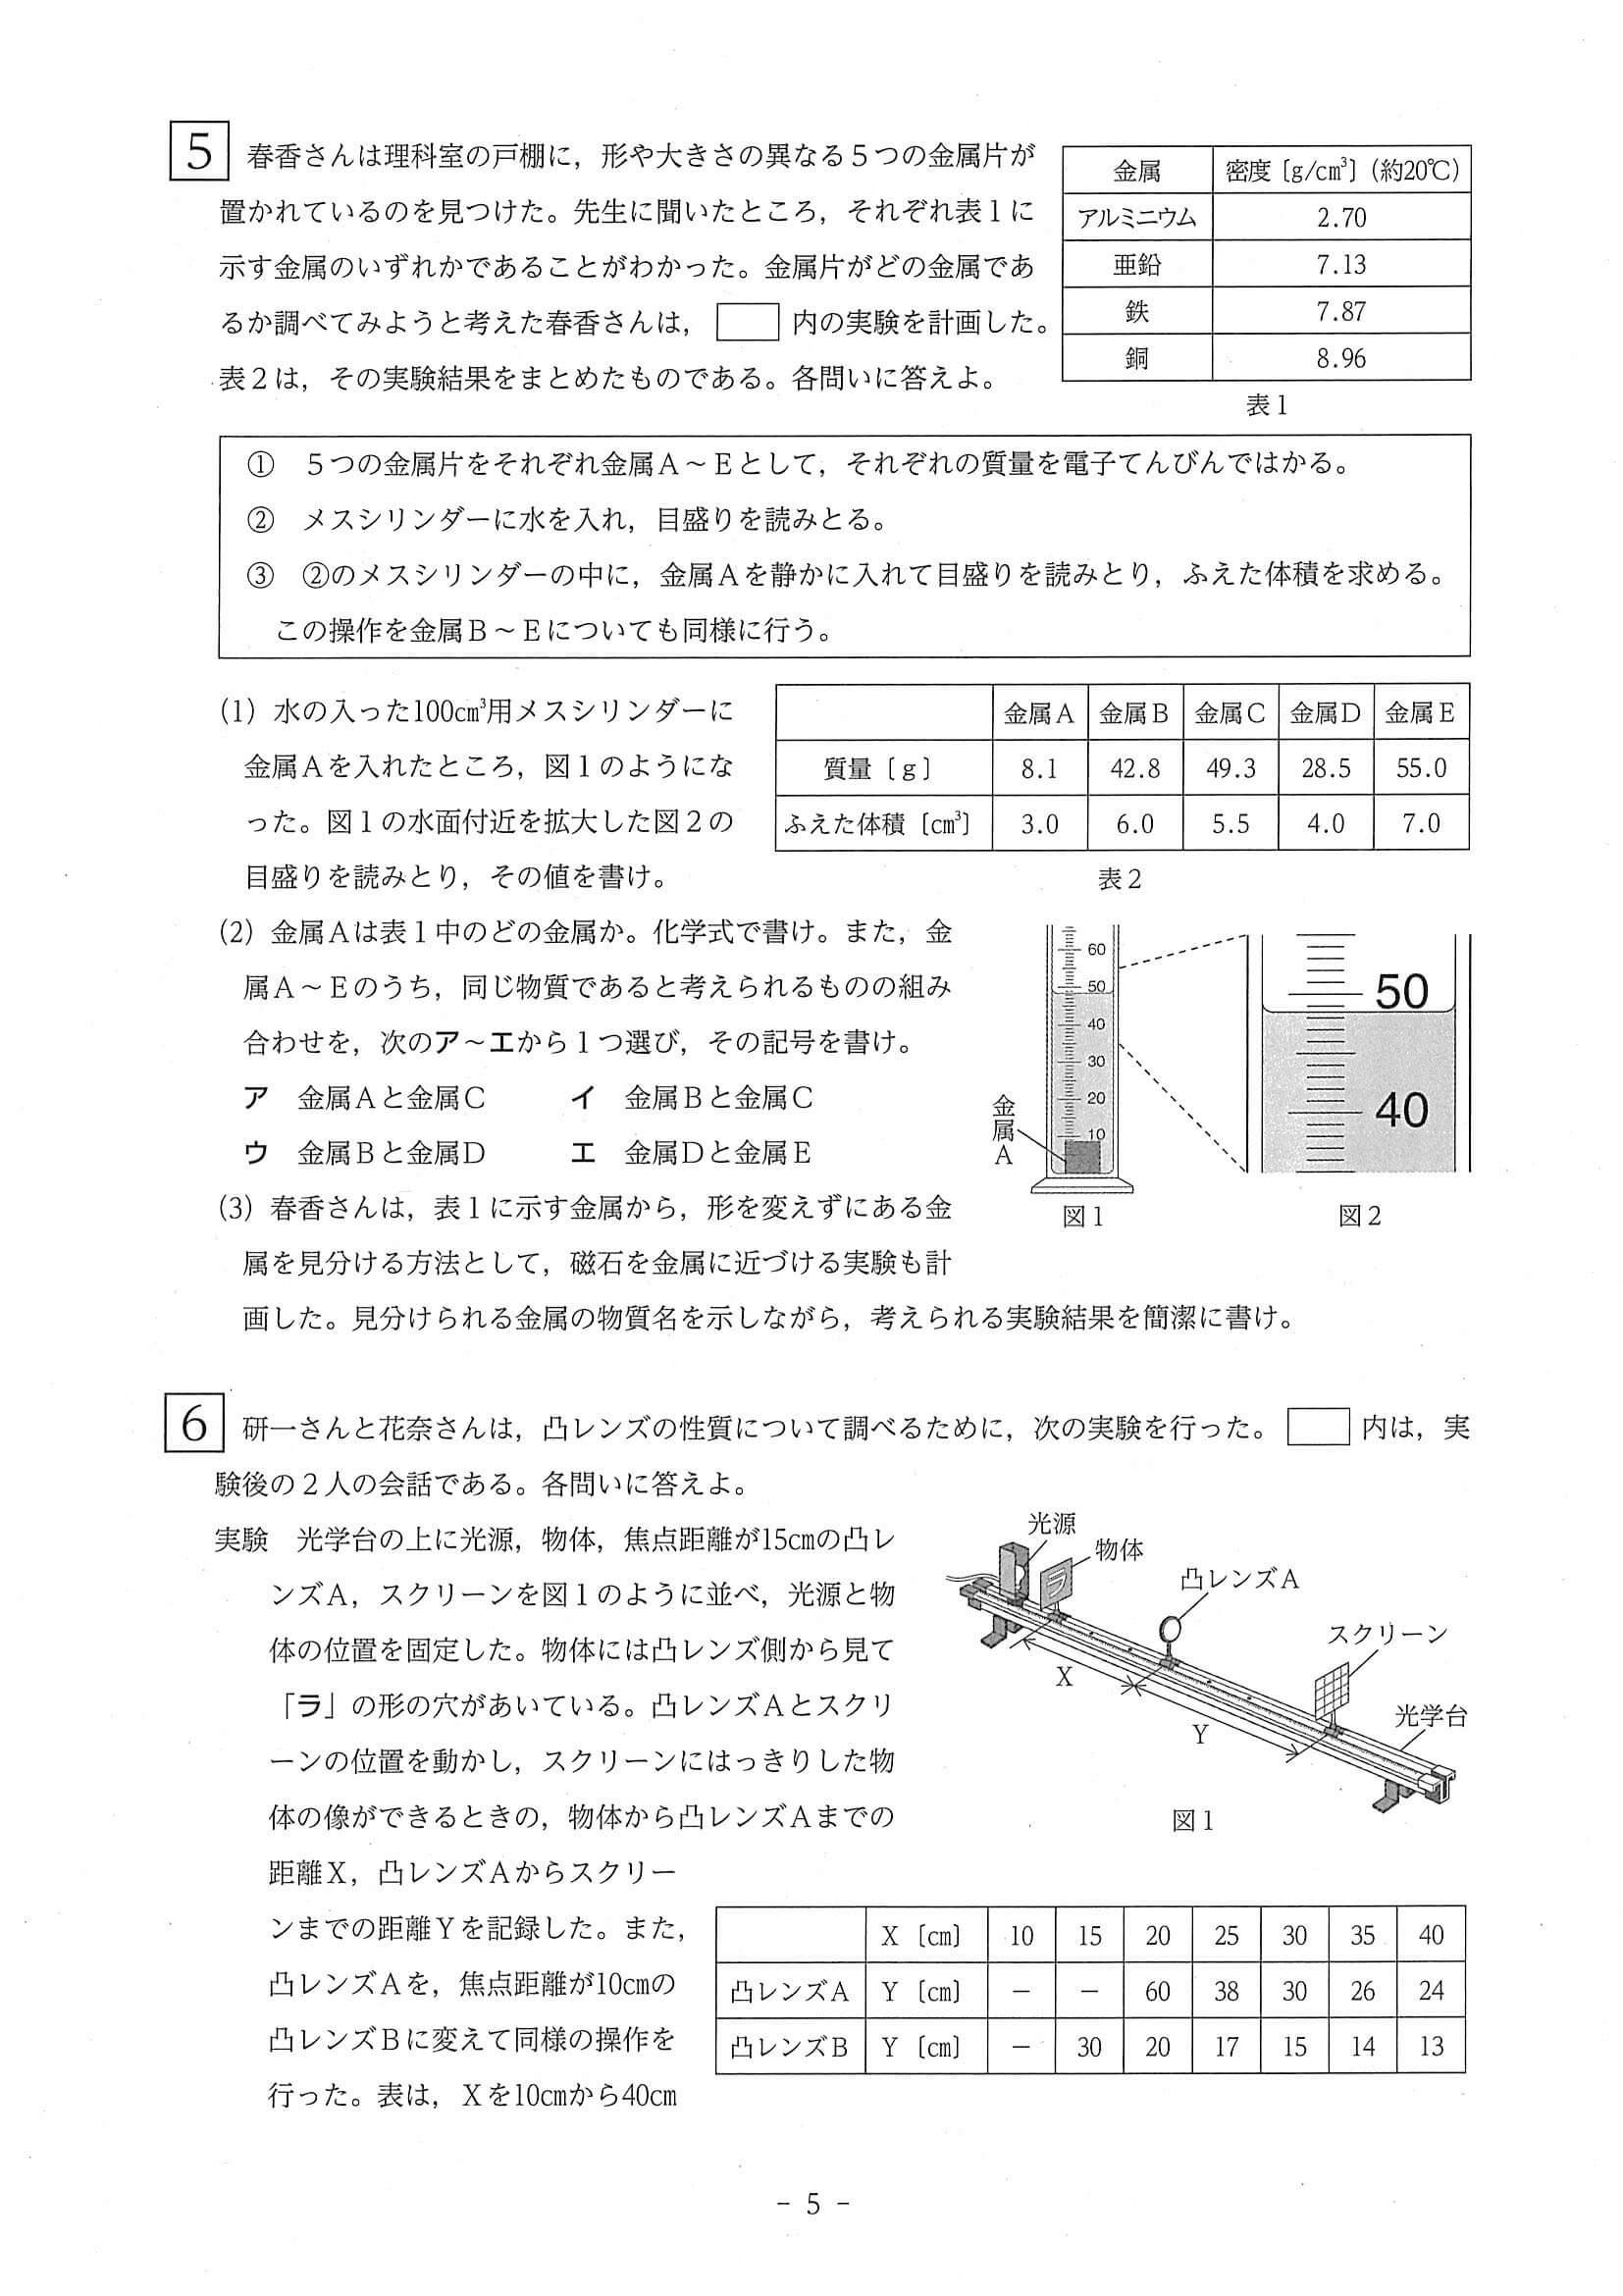 5 春香さんは理科室の戸棚に，形や大きさの異なる５つの金属片が
置かれているのを見つけた。先生に聞いたところ，それぞれ表１に
示す金属のいずれかであることがわかった。金属片がどの金属であ
るか調べてみようと考えた春香さんは， 内の実験を計画した。
表２は，その実験結果をまとめたものである。各問いに答えよ。
金属 密度〔g/cm³〕（約20℃）
アルミニウム 2.70
亜鉛 7.13
鉄 7.87
銅 8.96
表１
① ５つの金属片をそれぞれ金属Ａ～Ｅとして，それぞれの質量を電子てんびんではかる。
② メスシリンダーに水を入れ，目盛りを読みとる。
③ ②のメスシリンダーの中に，金属Ａを静かに入れて目盛りを読みとり，ふえた体積を求める。
この操作を金属Ｂ～Ｅについても同様に行う。
(1) 水の入った100cm³用メスシリンダーに
金属Ａを入れたところ，図１のようにな
った。図１の水面付近を拡大した図２の
目盛りを読みとり，その値を書け。
金属Ａ 金属Ｂ 金属Ｃ 金属Ｄ 金属Ｅ
質量〔ｇ〕 8.1 42.8 49.3 28.5 55.0
ふえた体積〔cm³〕 3.0 6.0 5.5 4.0 7.0
表２
(2) 金属Ａは表１中のどの金属か。化学式で書け。また，金
属Ａ～Ｅのうち，同じ物質であると考えられるものの組み
合わせを，次のア～エから１つ選び，その記号を書け。
ア 金属Ａと金属Ｃ イ 金属Ｂと金属Ｃ
ウ 金属Ｂと金属Ｄ エ 金属Ｄと金属Ｅ
60
50
40
30
20
10
金属Ａ
図１
50
40
図２
(3) 春香さんは，表１に示す金属から，形を変えずにある金
属を見分ける方法として，磁石を金属に近づける実験も計
画した。見分けられる金属の物質名を示しながら，考えられる実験結果を簡潔に書け。
6 研一さんと花奈さんは，凸レンズの性質について調べるために，次の実験を行った。 内は，実
験後の２人の会話である。各問いに答えよ。
実験 光学台の上に光源，物体，焦点距離が15cmの凸レ
ンズＡ，スクリーンを図１のように並べ，光源と物
体の位置を固定した。物体には凸レンズ側から見て
「ラ」の形の穴があいている。凸レンズＡとスクリ
ーンの位置を動かし，スクリーンにはっきりした物
体の像ができるときの，物体から凸レンズＡまでの
距離Ｘ，凸レンズＡからスクリー
ンまでの距離Ｙを記録した。また，
凸レンズＡを，焦点距離が10cmの
凸レンズＢに変えて同様の操作を
行った。表は，Ｘを10cmから40cm
光源
物体
ラ
凸レンズＡ
スクリーン
光学台
Ｘ
Ｙ
図１
Ｘ〔cm〕 10 15 20 25 30 35 40
凸レンズＡ Ｙ〔cm〕 － － 60 38 30 26 24
凸レンズＢ Ｙ〔cm〕 － 30 20 17 15 14 13
- 5 -